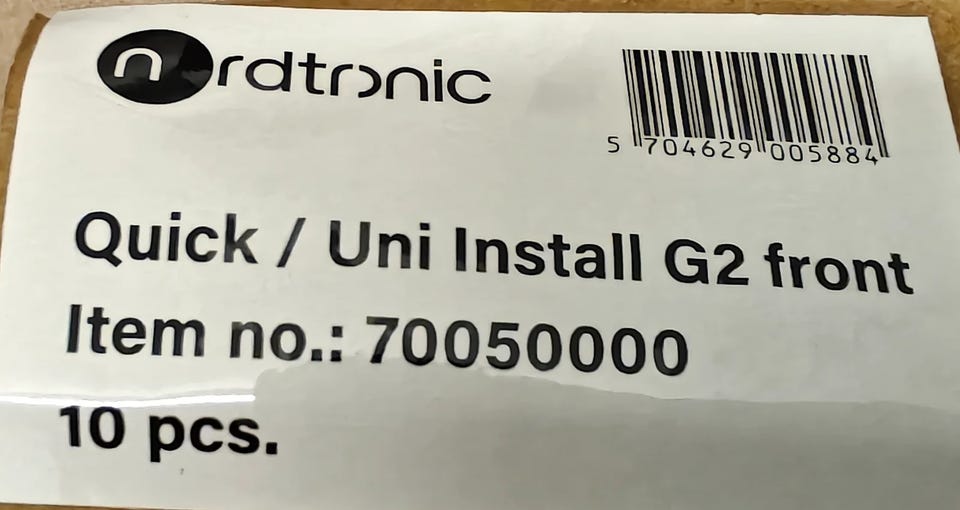 nordtronic
5 704629 005884
Quick / Uni Install G2 front
Item no.: 70050000
10 pcs.